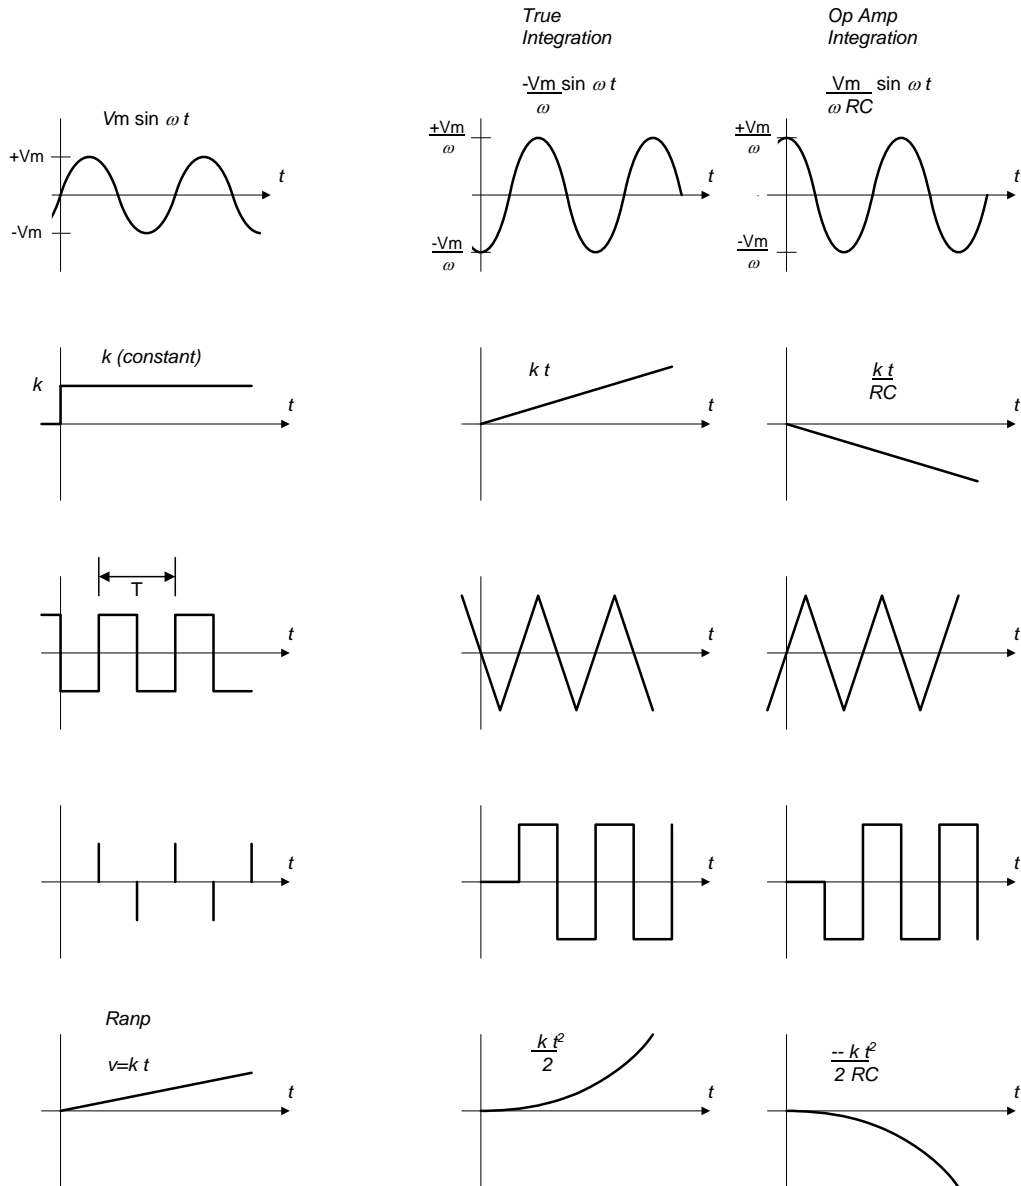 True
Integration
Op Amp
Integration
Vm sin ω t
-Vm/ω sin ω t
Vm/ω RC sin ω t
+Vm
-Vm
t
+Vm/ω
-Vm/ω
t
+Vm/ω
-Vm/ω
t
k (constant)
k
t
k t
t
k t/RC
t
T
t
t
t
t
t
t
Ranp
v=k t
t
k t²/2
t
-- k t²/2 RC
t